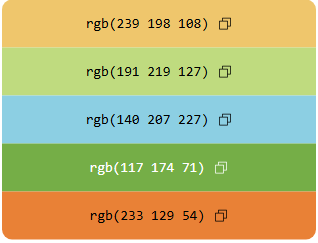 rgb(239 198 108)
rgb(191 219 127)
rgb(140 207 227)
rgb(117 174 71)
rgb(233 129 54)